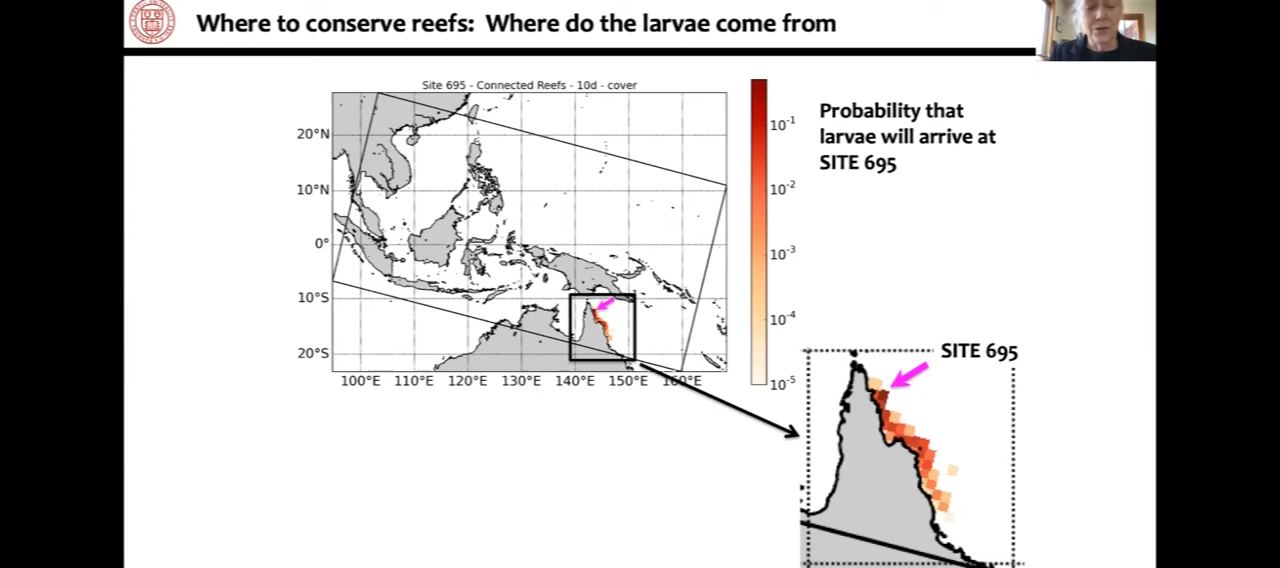 Where to conserve reefs:  Where do the larvae come from
Site 695 - Connected Reefs - 10d - cover
20°N
10°N
0°
10°S
20°S
100°E
110°E
120°E
130°E
140°E
150°E
160°E
10⁻¹
10⁻²
10⁻³
10⁻⁴
10⁻⁵
Probability that
larvae will arrive at
SITE 695
SITE 695